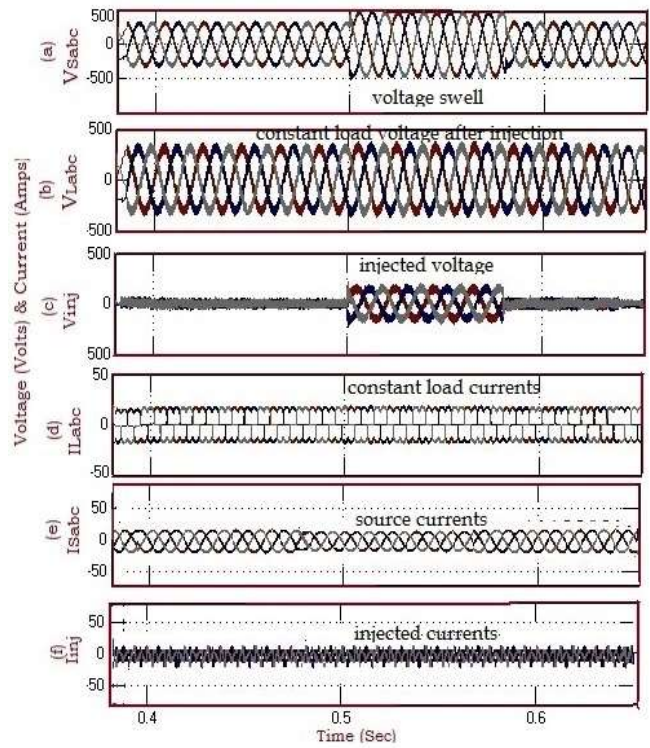 Voltage (Volts) & Current (Amps)
(a)
VSabc
500
0
-500
voltage swell
(b)
VLabc
500
0
-500
constant load voltage after injection
(c)
Vinj
500
0
500
injected voltage
(d)
ILabc
50
0
-50
constant load currents
(e)
ISabc
50
0
-50
source currents
(f)
Iinj
50
0
-50
injected currents
0.4
0.5
0.6
Time (Sec)